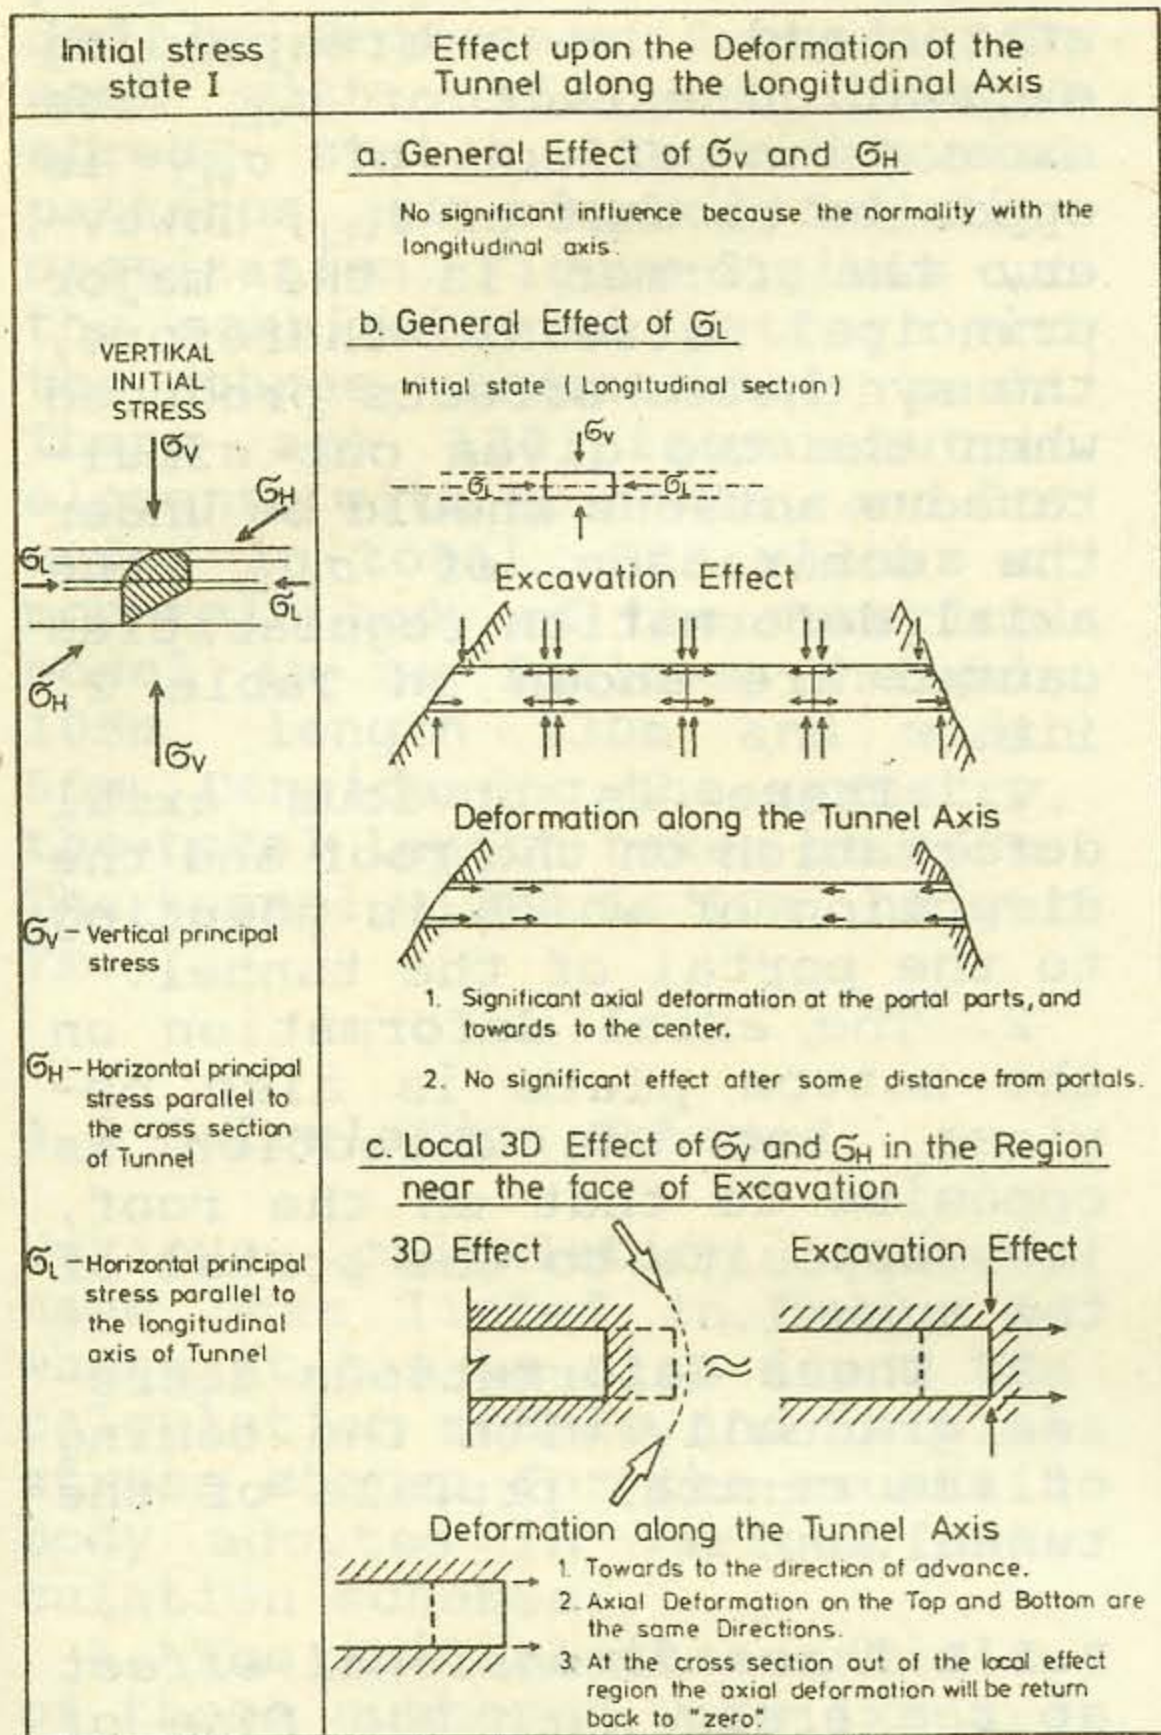 Initial stress
state I
Effect upon the Deformation of the
Tunnel along the Longitudinal Axis
VERTIKAL
INITIAL
STRESS
σV
σH
σL
σL
σH
σV
σV – Vertical principal
stress
σH – Horizontal principal
stress parallel to
the cross section
of Tunnel
σL – Horizontal principal
stress parallel to
the longitudinal
axis of Tunnel
a. General Effect of σV and σH
No significant influence because the normality with the
longitudinal axis.
b. General Effect of σL
Initial state ( Longitudinal section )
σV
σL σL
Excavation Effect
Deformation along the Tunnel Axis
1. Significant axial deformation at the portal parts, and
towards to the center.
2. No significant effect after some distance from portals.
c. Local 3D Effect of σV and σH in the Region
near the face of Excavation
3D Effect
≈
Excavation Effect
Deformation along the Tunnel Axis
1. Towards to the direction of advance.
2. Axial Deformation on the Top and Bottom are
the same Directions.
3. At the cross section out of the local effect
region the axial deformation will be return
back to "zero".